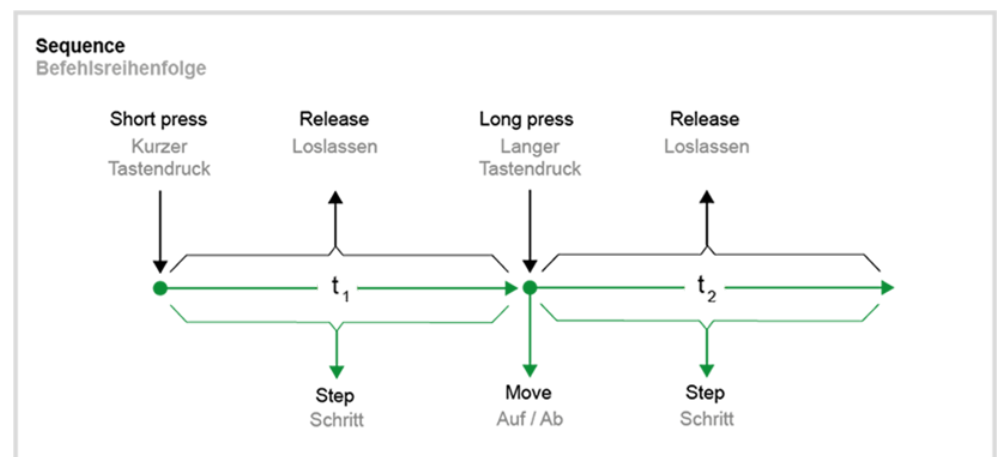 Sequence
Befehlsreihenfolge
Short press
Kurzer
Tastendruck
Release
Loslassen
Long press
Langer
Tastendruck
Release
Loslassen
t1
t2
Step
Schritt
Move
Auf / Ab
Step
Schritt